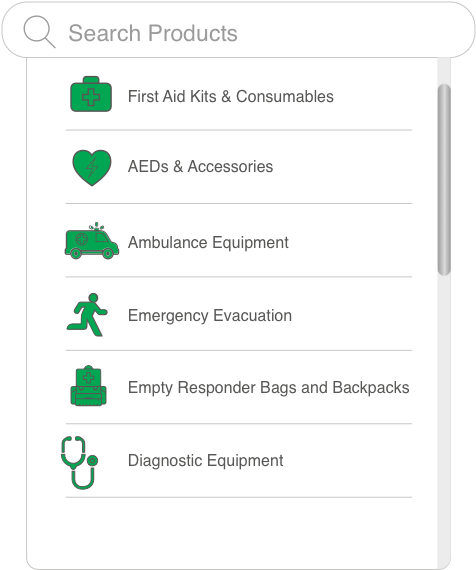 Search Products
First Aid Kits & Consumables
AEDs & Accessories
Ambulance Equipment
Emergency Evacuation
Empty Responder Bags and Backpacks
Diagnostic Equipment